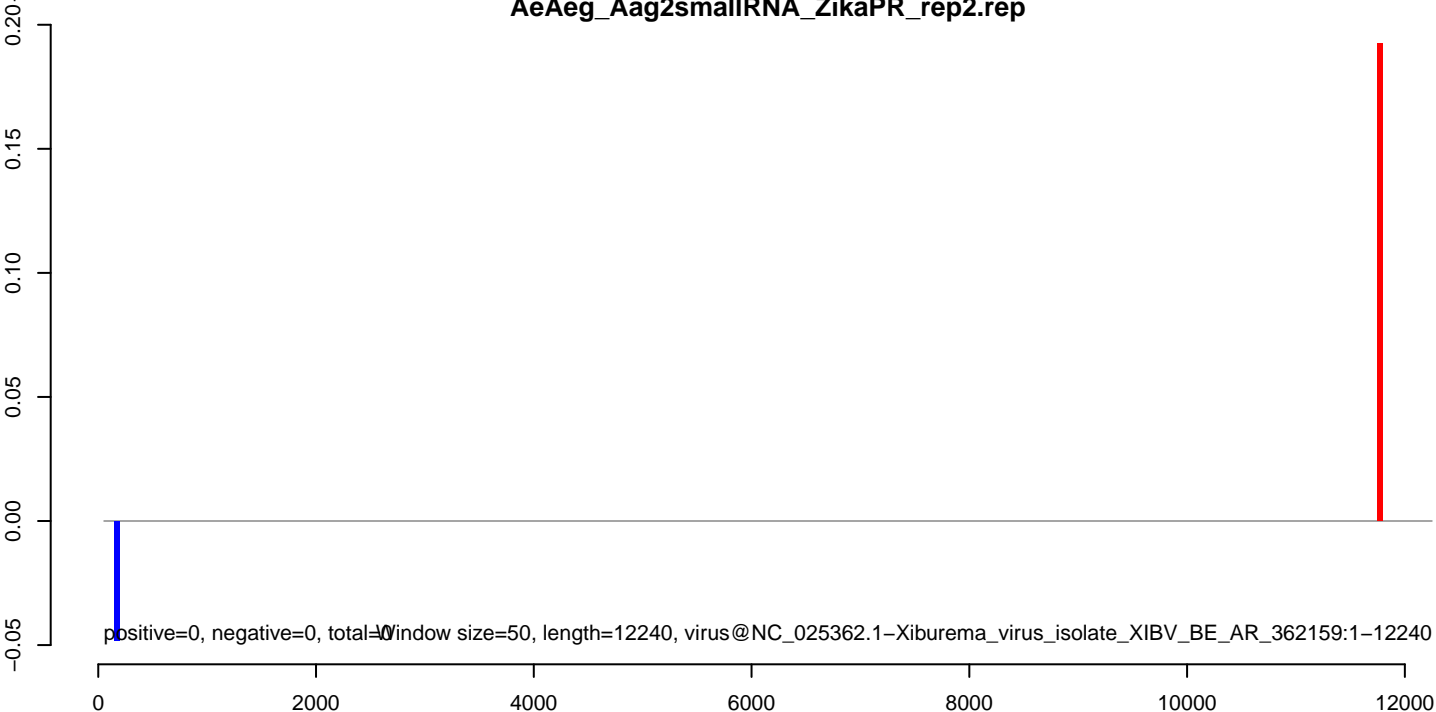 AeAeg_Aag2smallRNA_ZikaPR_rep2.rep
0.20
0.15
0.10
0.05
0.00
−0.05
positive=0, negative=0, total=0
Window size=50, length=12240, virus@NC_025362.1−Xiburema_virus_isolate_XIBV_BE_AR_362159:1−12240
0 2000 4000 6000 8000 10000 12000